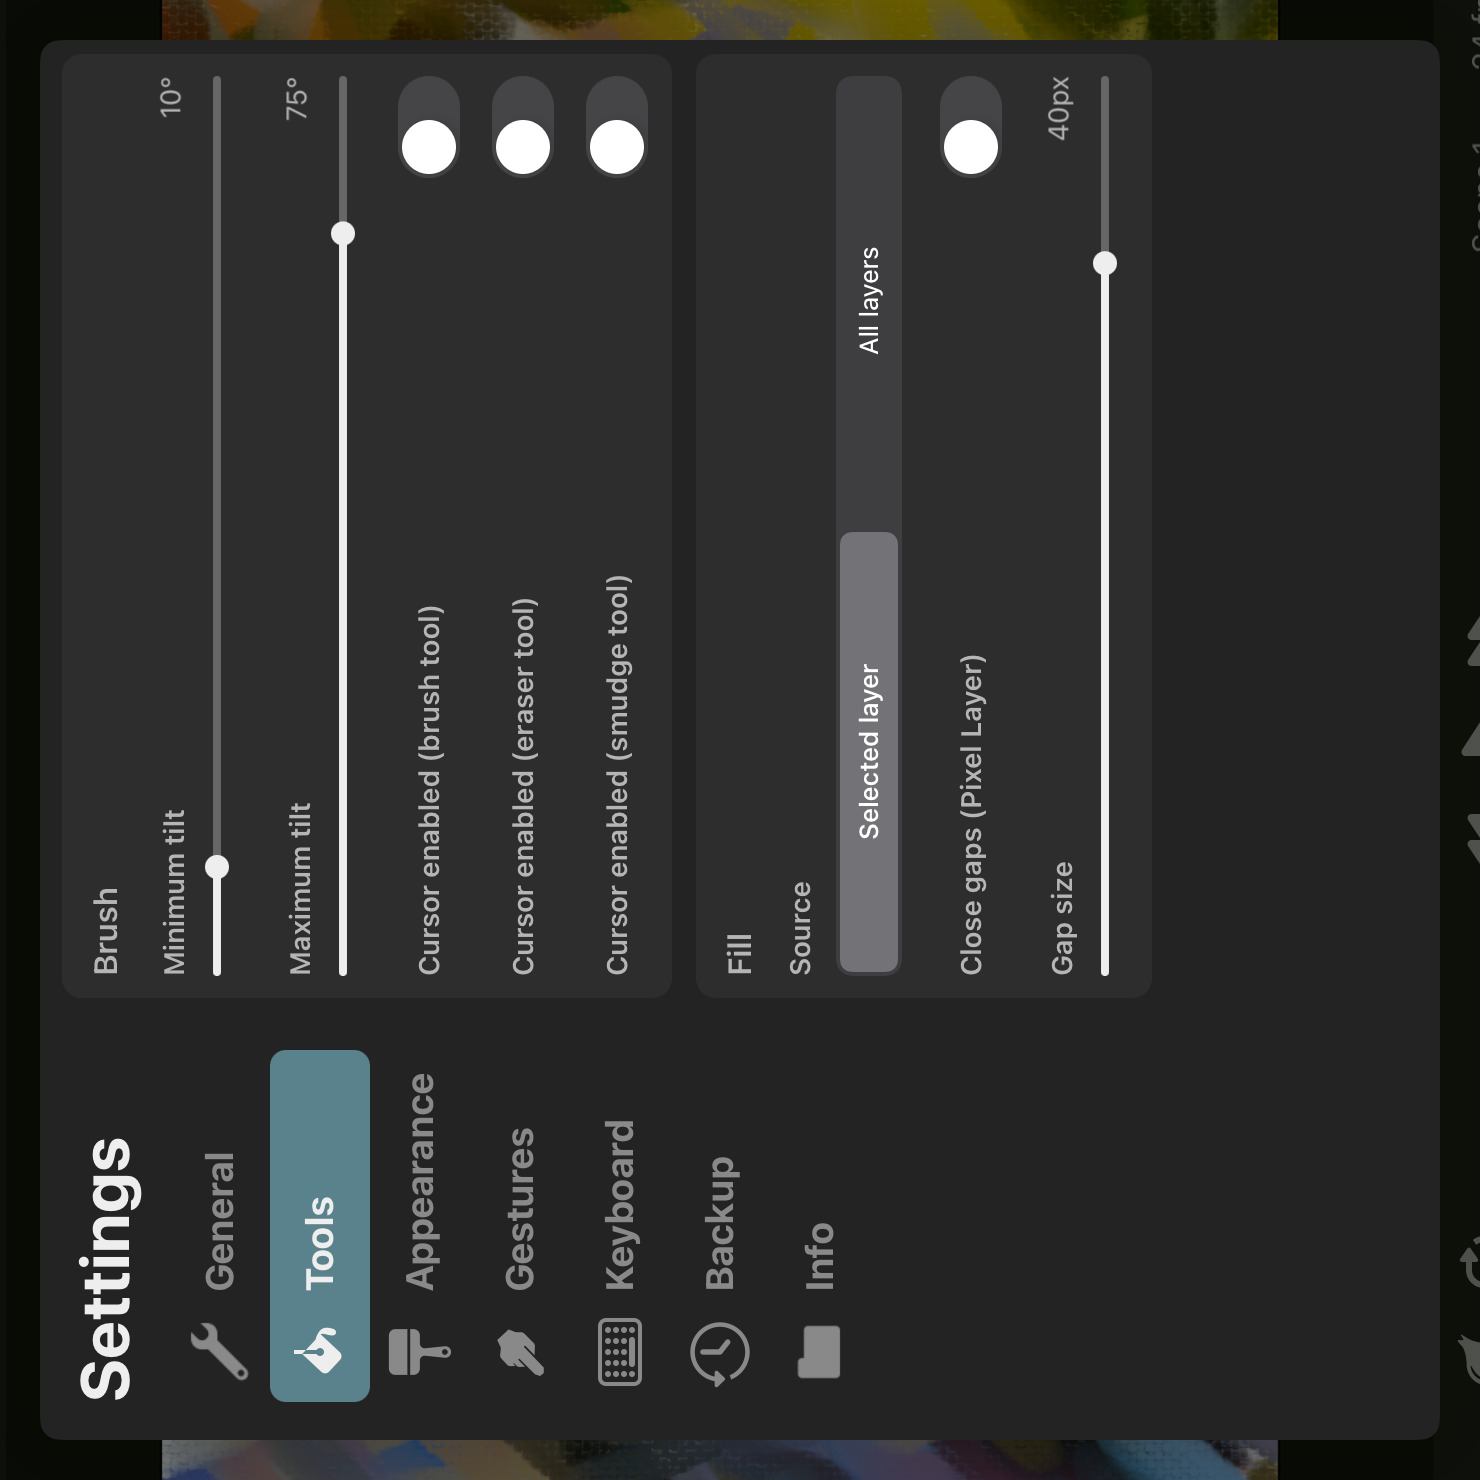 Settings
General
Tools
Appearance
Gestures
Keyboard
Backup
Info
Brush
Minimum tilt 10°
Maximum tilt 75°
Cursor enabled (brush tool)
Cursor enabled (eraser tool)
Cursor enabled (smudge tool)
Fill
Source
Selected layer All layers
Close gaps (Pixel Layer)
Gap size 40px